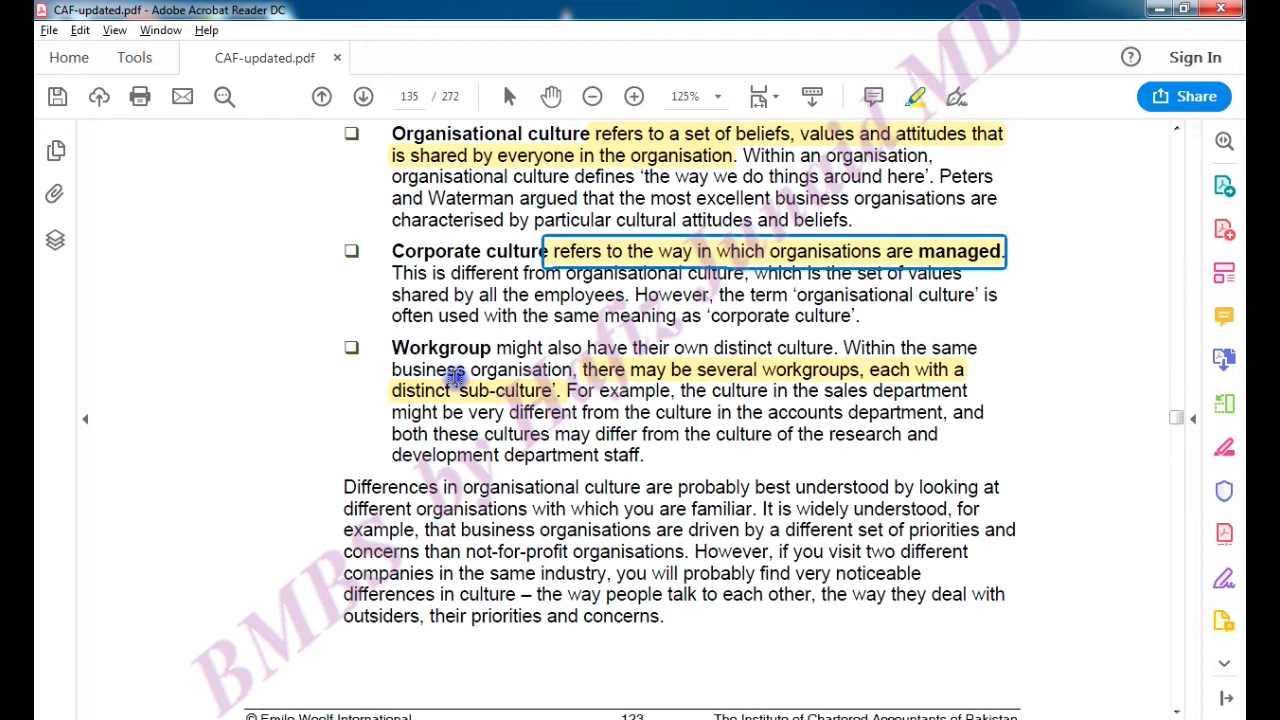 CAF-updated.pdf - Adobe Acrobat Reader DC
File Edit View Window Help
Home Tools CAF-updated.pdf × Sign In
135 / 272 125% Share
❑ Organisational culture refers to a set of beliefs, values and attitudes that
is shared by everyone in the organisation. Within an organisation,
organisational culture defines ‘the way we do things around here’. Peters
and Waterman argued that the most excellent business organisations are
characterised by particular cultural attitudes and beliefs.
❑ Corporate culture refers to the way in which organisations are managed.
This is different from organisational culture, which is the set of values
shared by all the employees. However, the term ‘organisational culture’ is
often used with the same meaning as ‘corporate culture’.
❑ Workgroup might also have their own distinct culture. Within the same
business organisation, there may be several workgroups, each with a
distinct ‘sub-culture’. For example, the culture in the sales department
might be very different from the culture in the accounts department, and
both these cultures may differ from the culture of the research and
development department staff.
Differences in organisational culture are probably best understood by looking at
different organisations with which you are familiar. It is widely understood, for
example, that business organisations are driven by a different set of priorities and
concerns than not-for-profit organisations. However, if you visit two different
companies in the same industry, you will probably find very noticeable
differences in culture – the way people talk to each other, the way they deal with
outsiders, their priorities and concerns.
© Emile Woolf International 123 The Institute of Chartered Accountants of Pakistan
BMBS by Hafiz Junaid MD